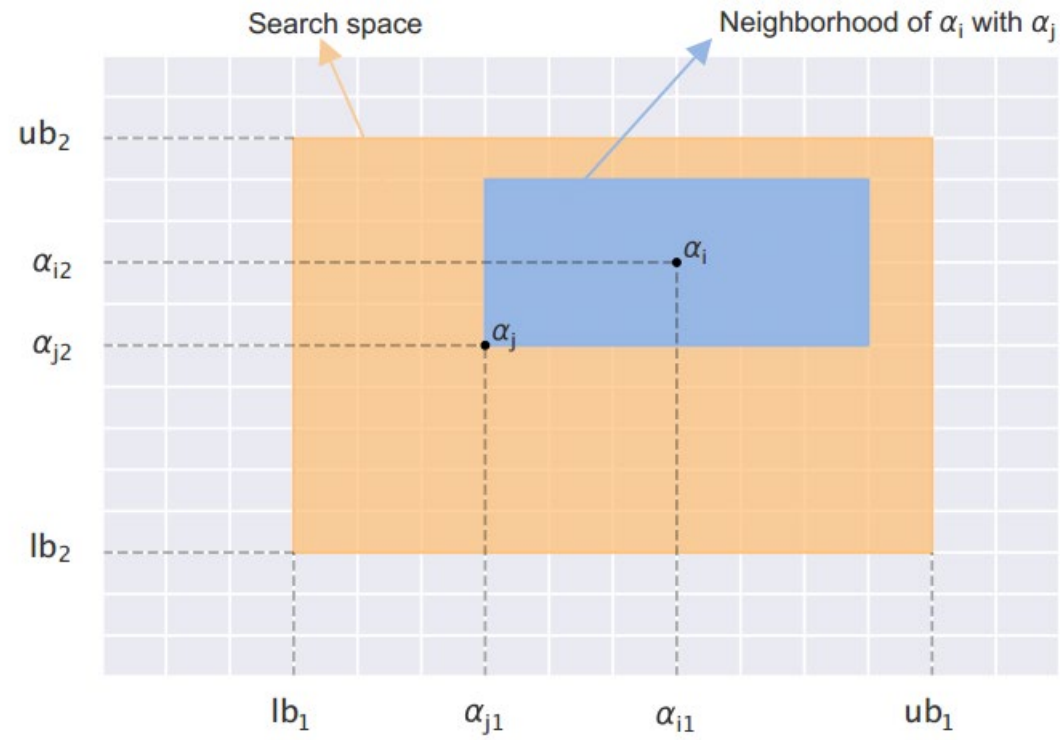 Search space
Neighborhood of αᵢ with αⱼ
ub₂
αᵢ₂
αᵢ
αⱼ₂
αⱼ
lb₂
lb₁
αⱼ₁
αᵢ₁
ub₁